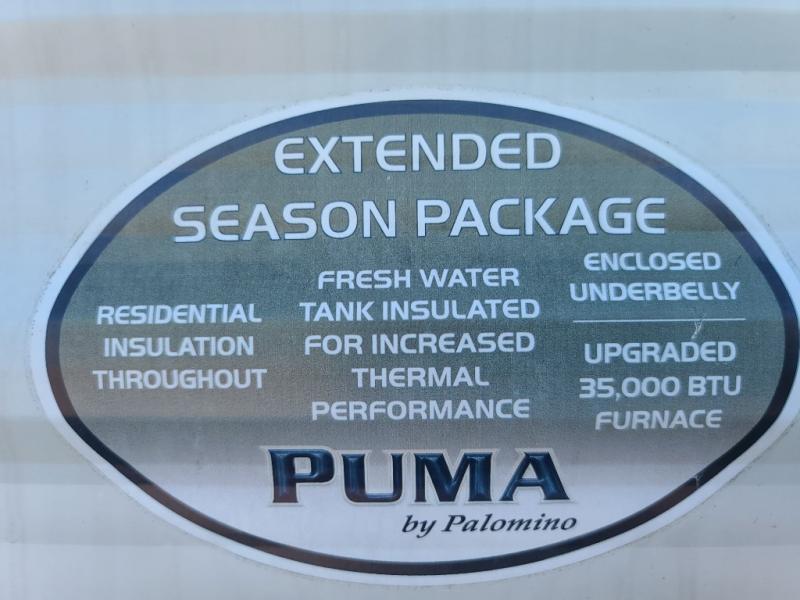 EXTENDED
SEASON PACKAGE
RESIDENTIAL
INSULATION
THROUGHOUT
FRESH WATER
TANK INSULATED
FOR INCREASED
THERMAL
PERFORMANCE
ENCLOSED
UNDERBELLY
UPGRADED
35,000 BTU
FURNACE
PUMA
by Palomino